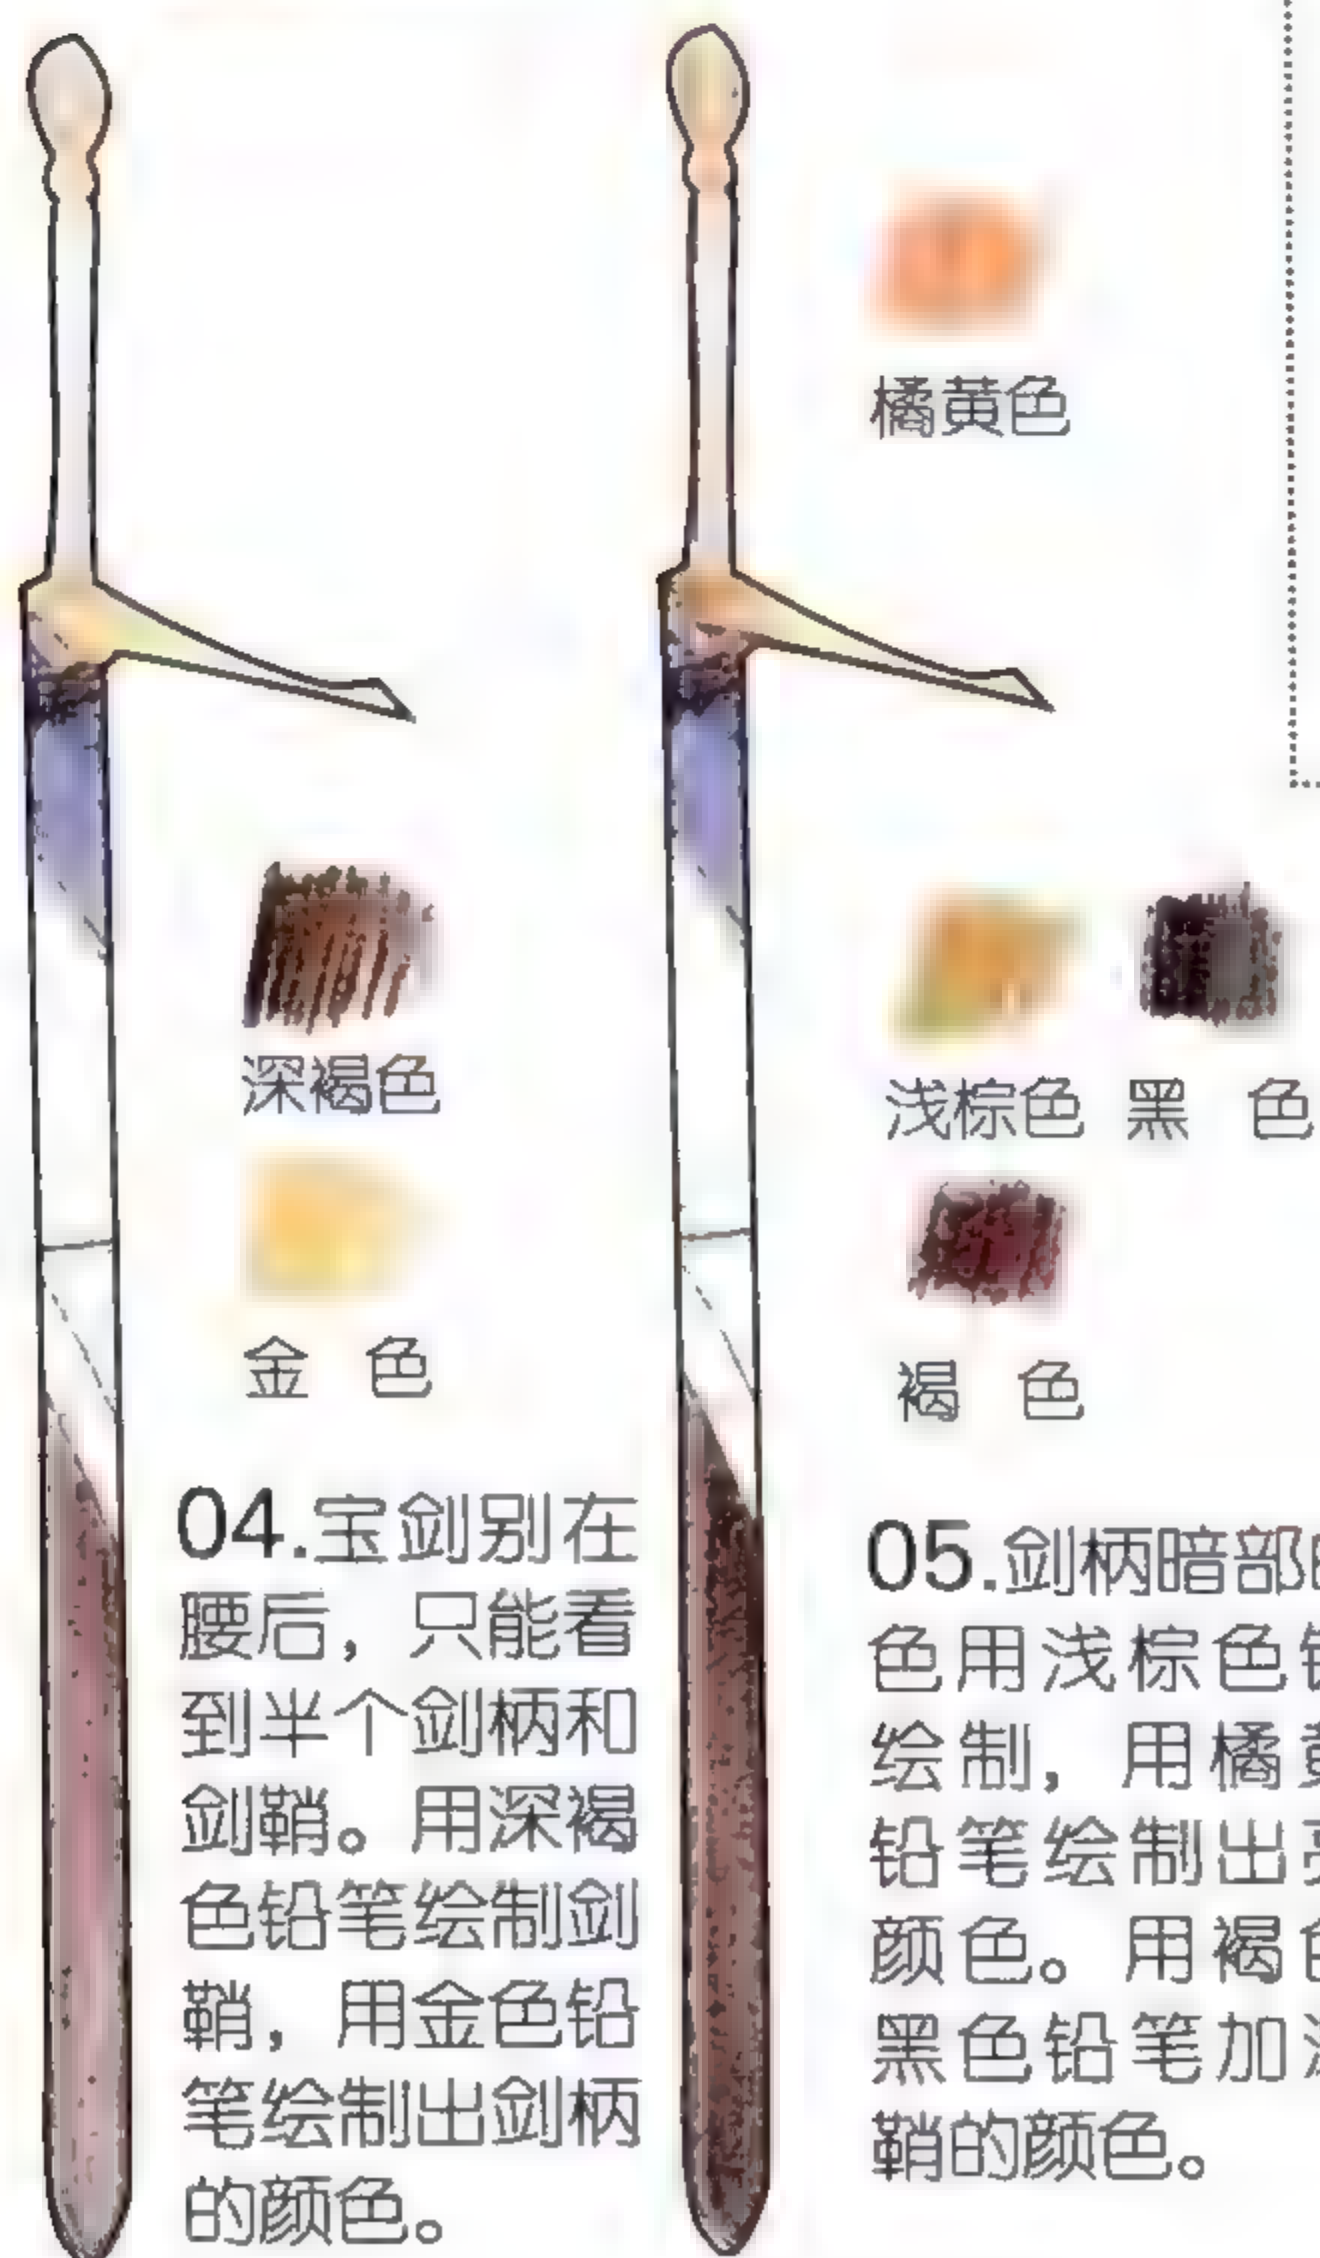 橘黄色
深褐色
金 色
浅棕色 黑 色
褐 色
04.宝剑别在
腰后，只能看
到半个剑柄和
剑鞘。用深褐
色铅笔绘制剑
鞘，用金色铅
笔绘制出剑柄
的颜色。
05.剑柄暗部
色用浅棕色
绘制，用橘
铅笔绘制出
颜色。用褐
黑色铅笔加
鞘的颜色。